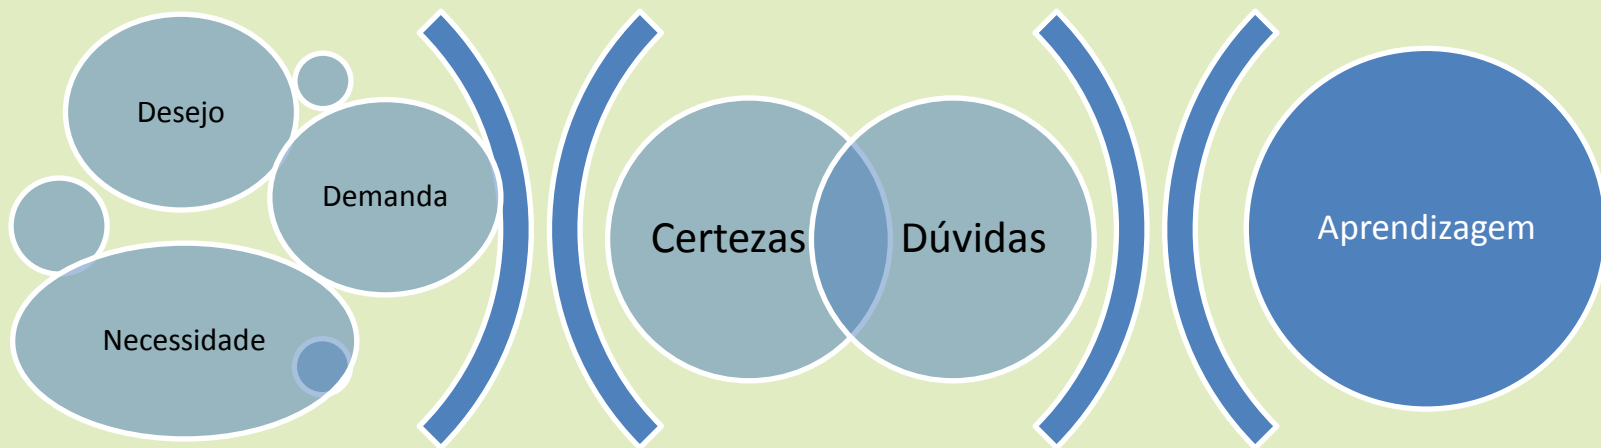 Desejo
Demanda
Necessidade
Certezas
Dúvidas
Aprendizagem